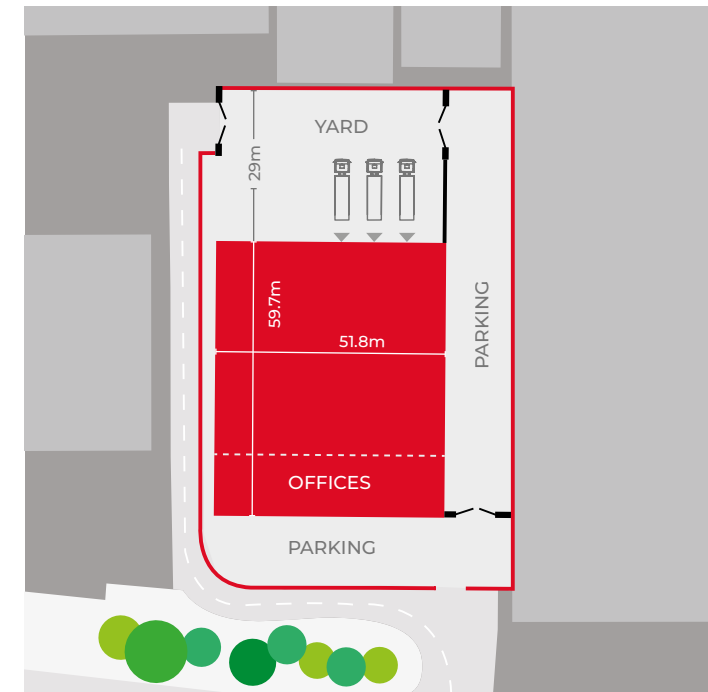 YARD
29m
59.7m
51.8m
PARKING
OFFICES
PARKING